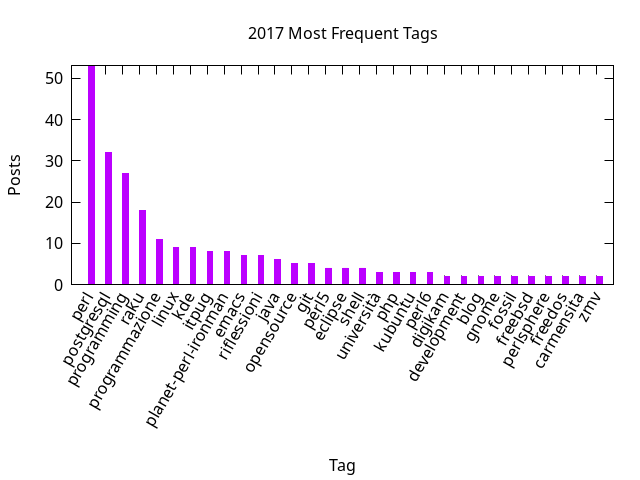 2017 Most Frequent Tags
Posts
50
40
30
20
10
0
perl
postgresql
programming
raku
programmazione
linux
kde
itpug
planet-perl-ironman
emacs
riflessioni
java
opensource
git
perl5
eclipse
shell
università
php
kubuntu
perl6
digikam
development
blog
gnome
fossil
freebsd
perlsphere
freedos
carmensita
zmv
Tag